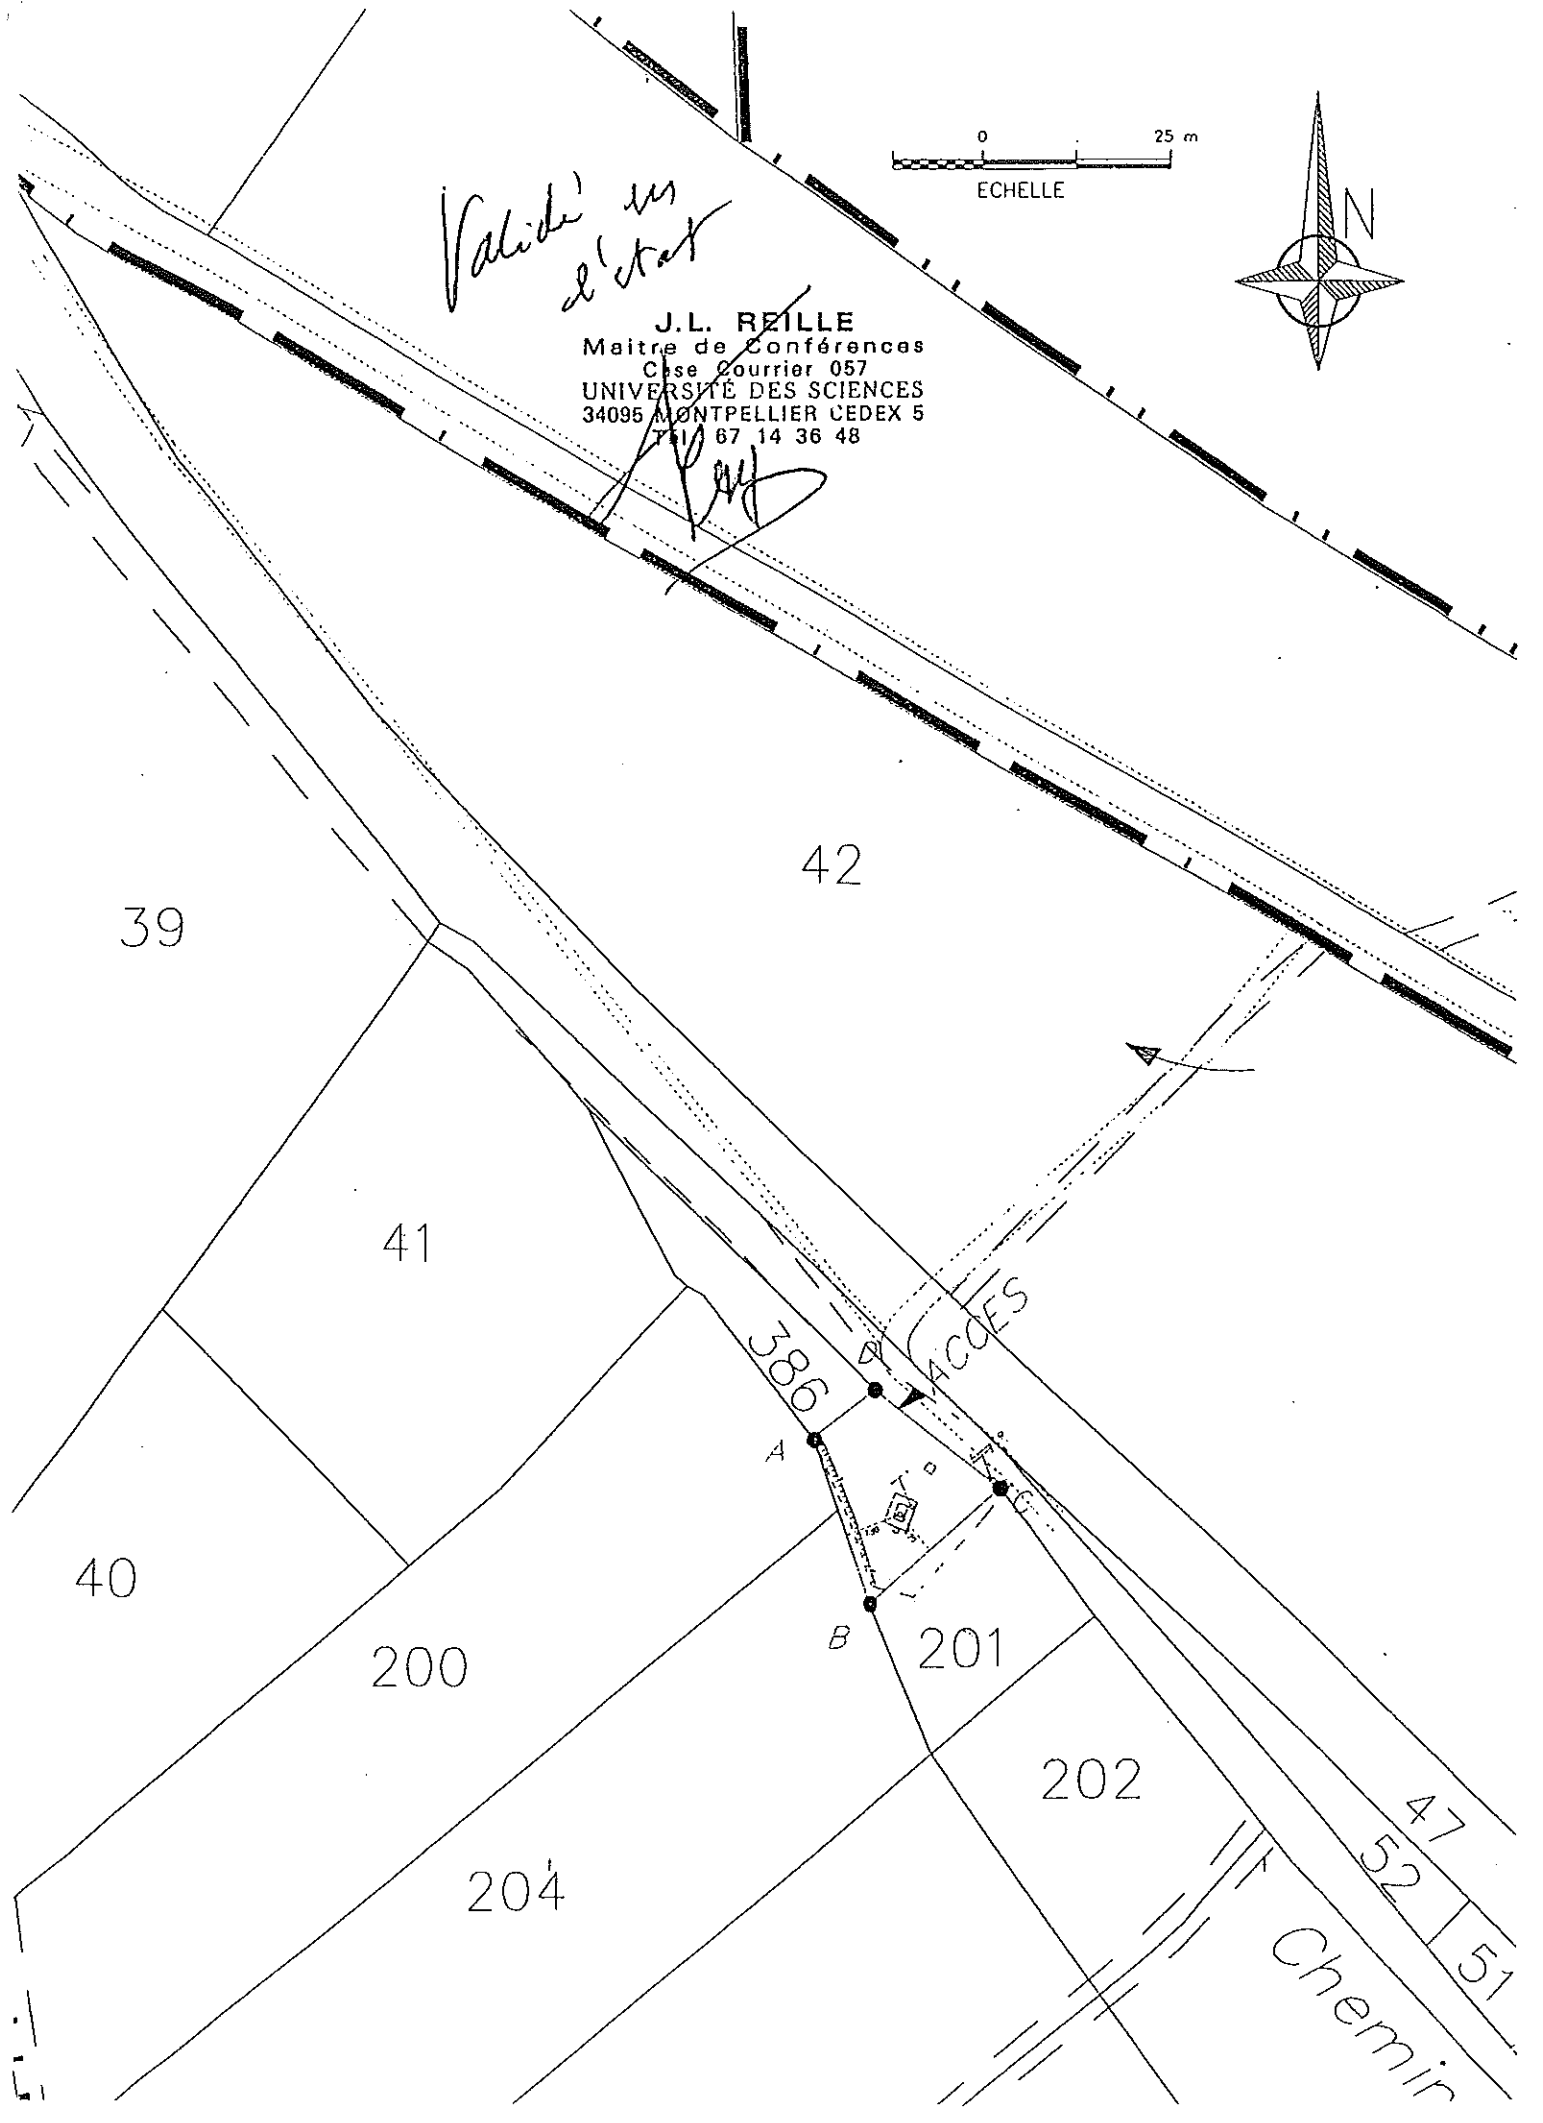 0 25 m
ECHELLE
N
Validé en
l'état
J.L. REILLE
Maitre de Conférences
Case Courrier 057
UNIVERSITÉ DES SCIENCES
34095 MONTPELLIER CEDEX 5
Tél. 67 14 36 48
42
39
41
ACCES
386
D
A
C
T
40
B
201
200
202
47
52
204
51
Chemin